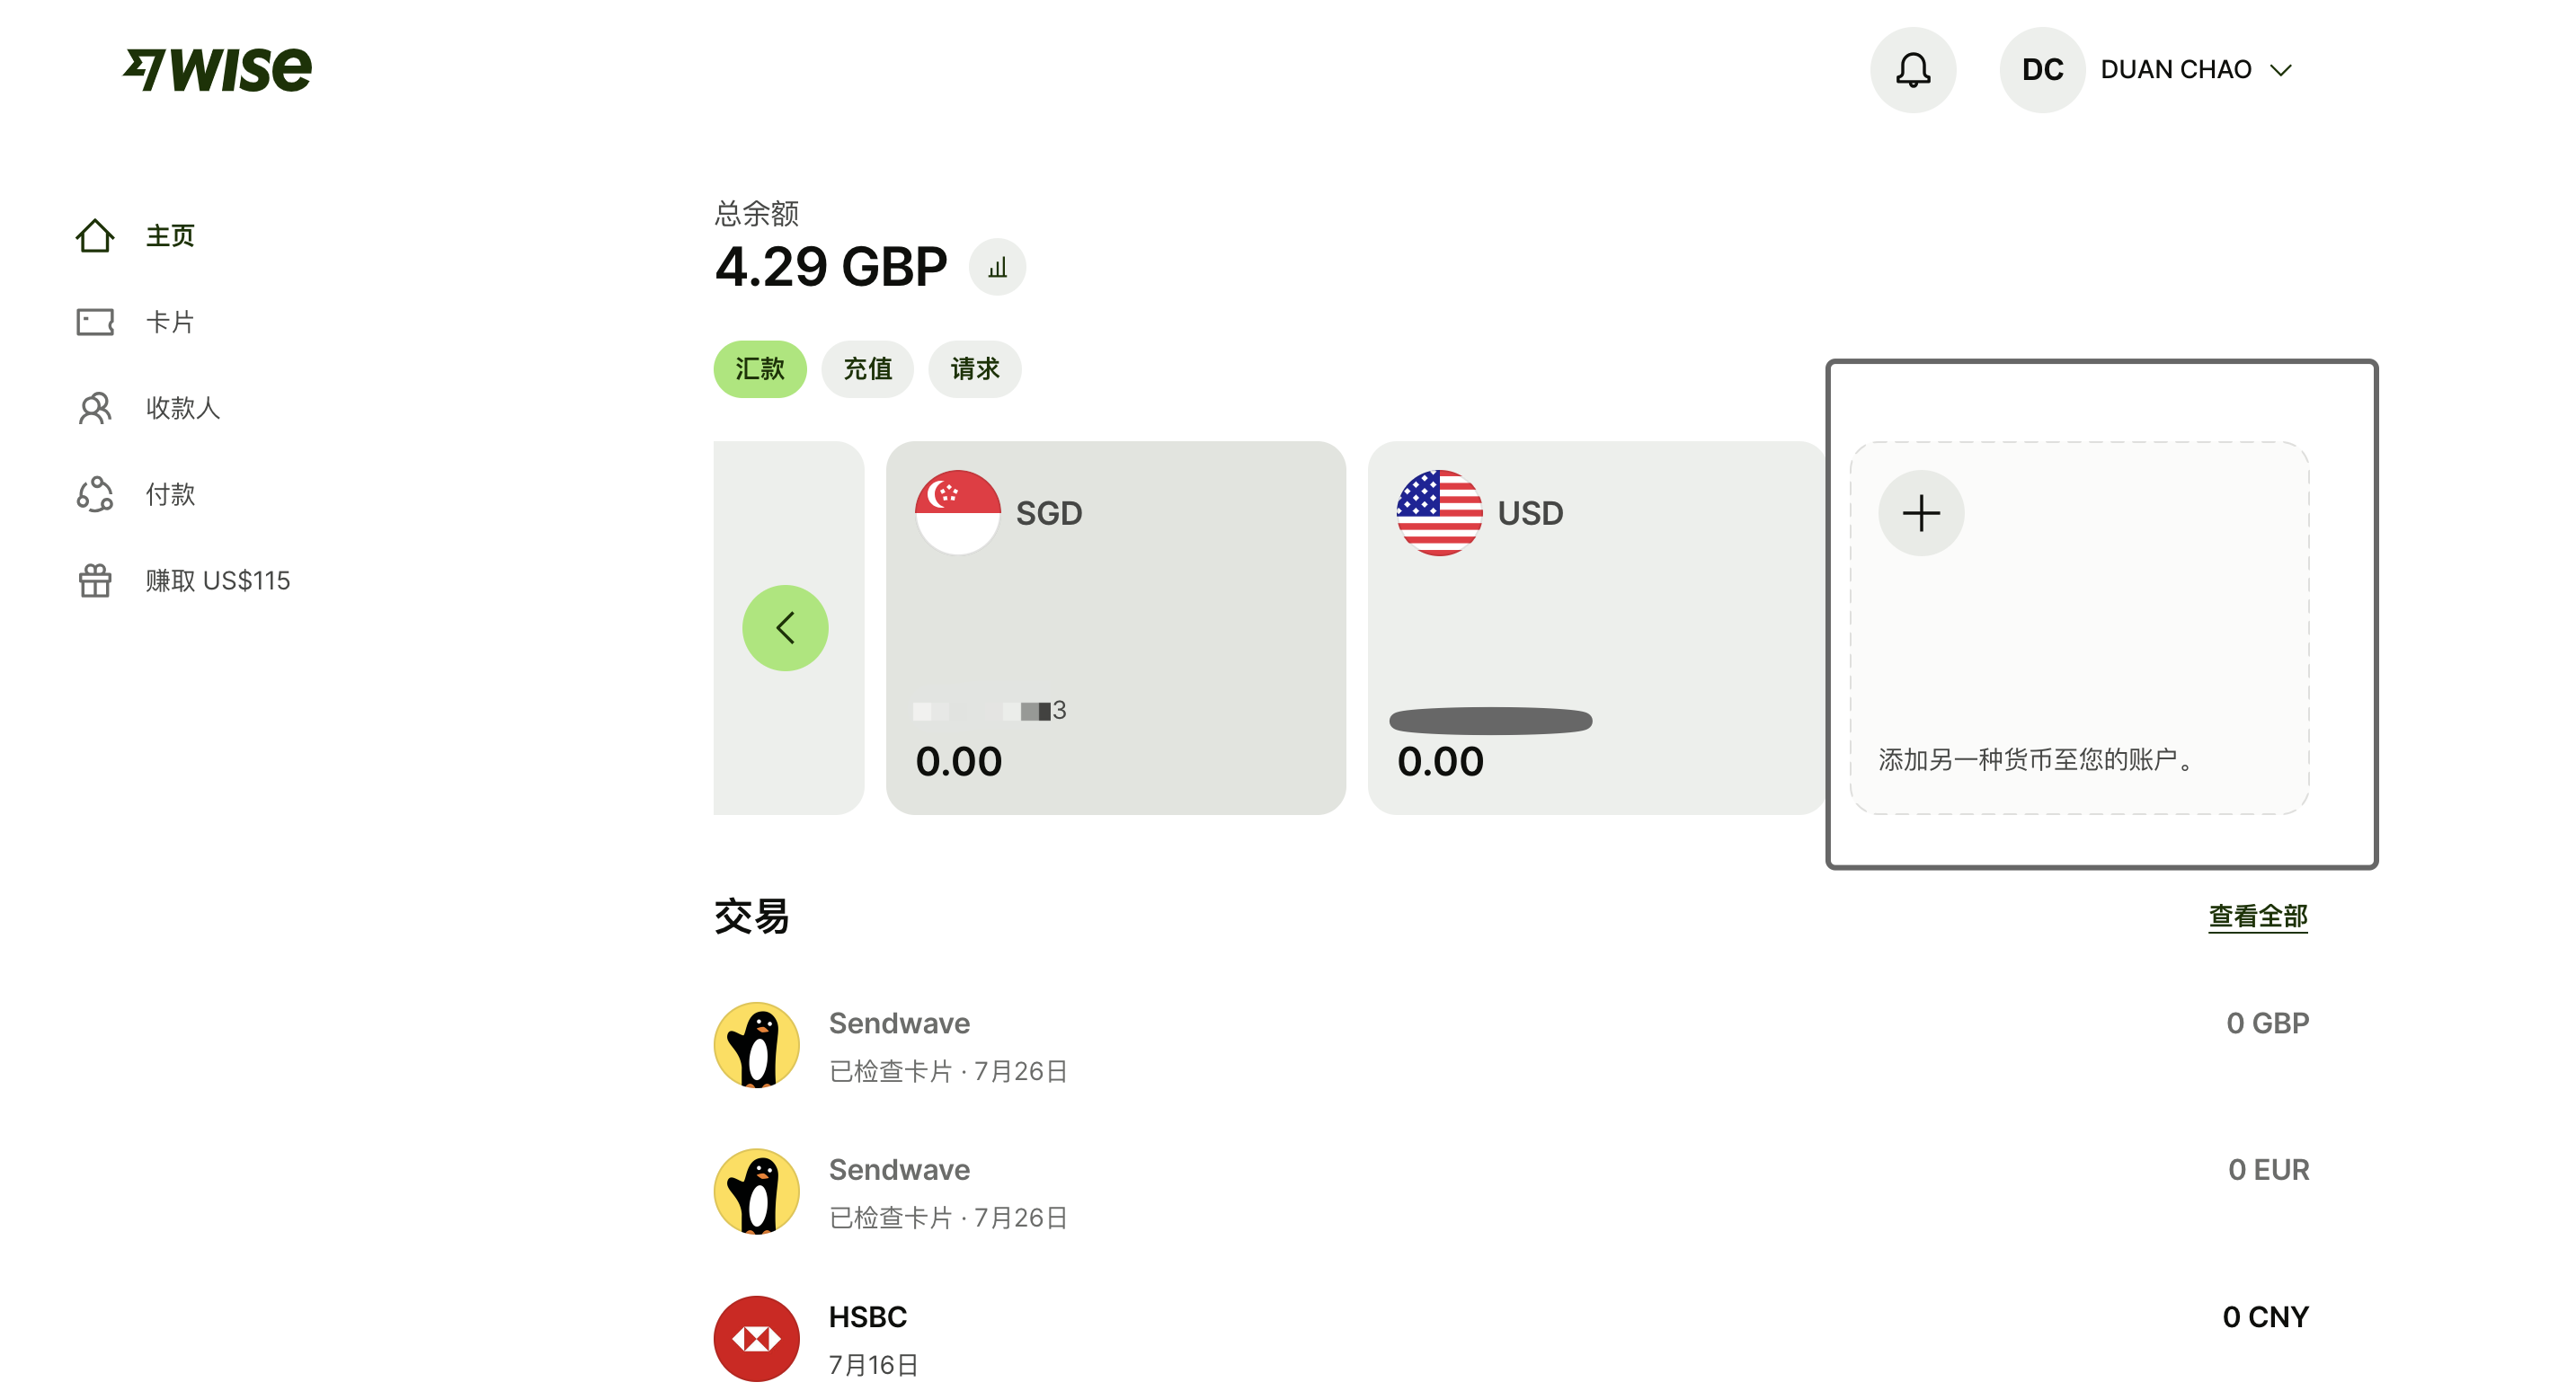 WISE
DC DUAN CHAO
主页
卡片
收款人
付款
赚取 US$115
总余额
4.29 GBP
汇款 充值 请求
SGD
3
0.00
USD
0.00
添加另一种货币至您的账户。
交易
查看全部
Sendwave
0 GBP
已检查卡片 · 7月26日
Sendwave
0 EUR
已检查卡片 · 7月26日
HSBC
0 CNY
7月16日